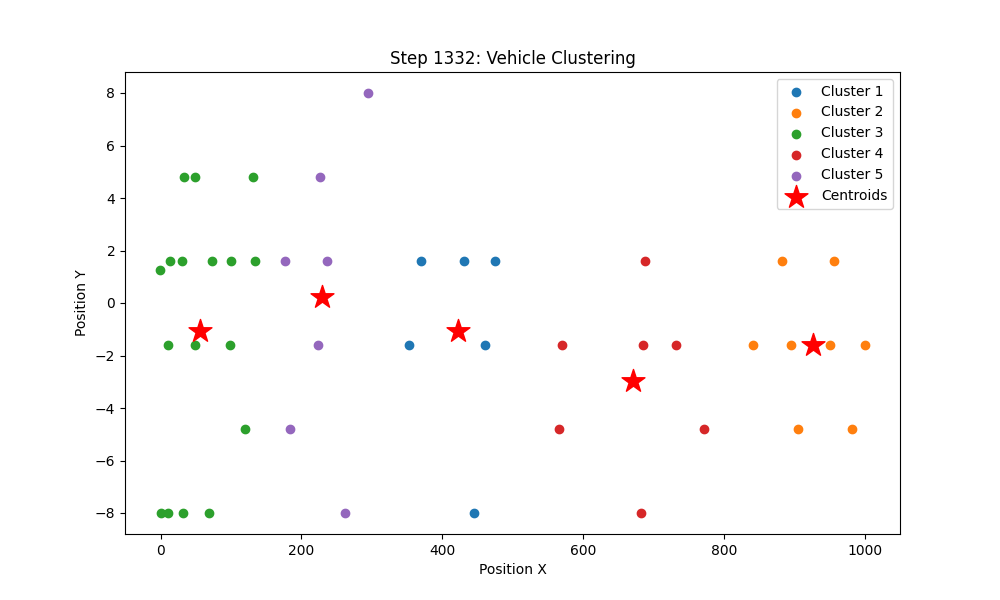 Step 1332: Vehicle Clustering
Cluster 1
Cluster 2
Cluster 3
Cluster 4
Cluster 5
Centroids
Position Y
8
6
4
2
0
−2
−4
−6
−8
0 200 400 600 800 1000
Position X